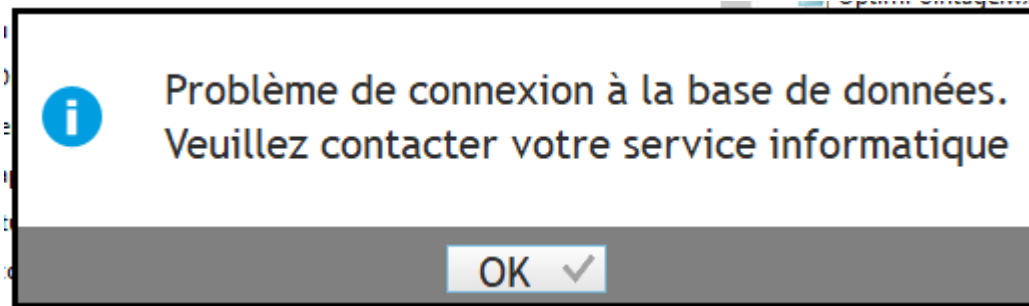 Problème de connexion à la base de données.
Veuillez contacter votre service informatique
OK